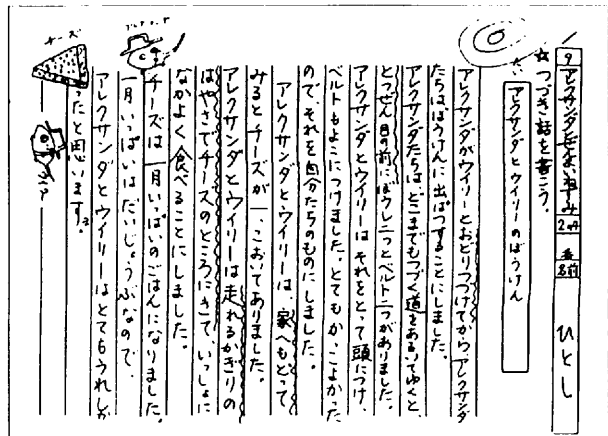 9 アレクサンダとぜんまいねずみ 2の 名前 ひとし
☆つづき話を書こう。
アレクサンダとウイリーのぼうけん
アレクサンダがウイリーとおどりつづけてから、アレクサンダ
たちはぼうけんに出ぱつすることにしました。
アレクサンダたちは、どこまでもつづく道をあるいてゆくと、
とつぜん目の前にぼうし一つとベルト一つがありました。
アレクサンダとウイリーはそれをとって頭につけ、
ベルトもよこにつけました。とてもかっこよかった
ので、それを自分たちのものにしました。
アレクサンダとウイリーは、家へもどって
みるとチーズが一こおいてありました。
アレクサンダとウイリーは走れるかぎりの
はやさでチーズのところにきて、いっしょに
なかよく食べることにしました。
チーズは一月いっぱいのごはんになりました。
一月いっぱいはだいじょうぶなので、
アレクサンダとウイリーはとてもうれしか
ったと思います。
チーズ